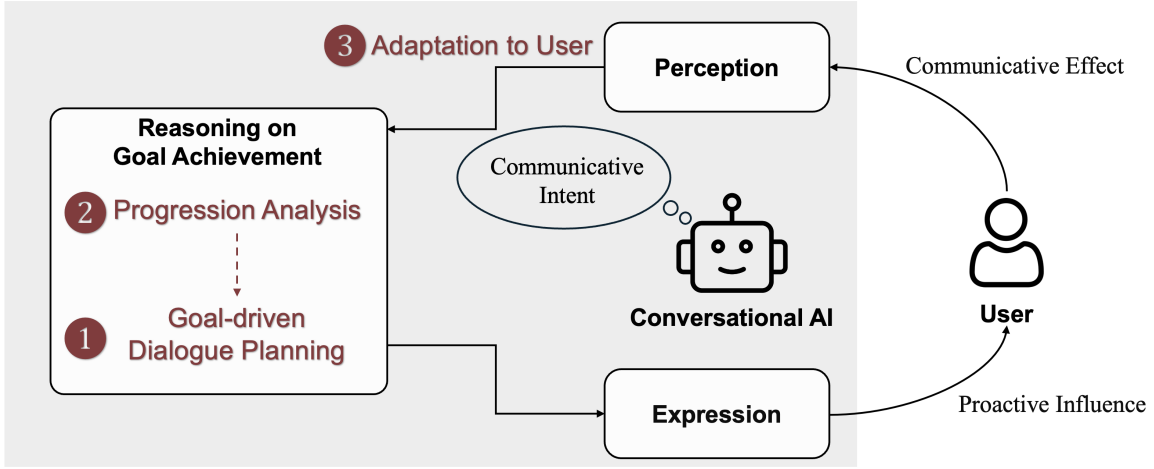 3 Adaptation to User
Perception
Communicative Effect
Reasoning on
Goal Achievement
Communicative
Intent
2 Progression Analysis
1 Goal-driven
Dialogue Planning
Conversational AI
User
Expression
Proactive Influence